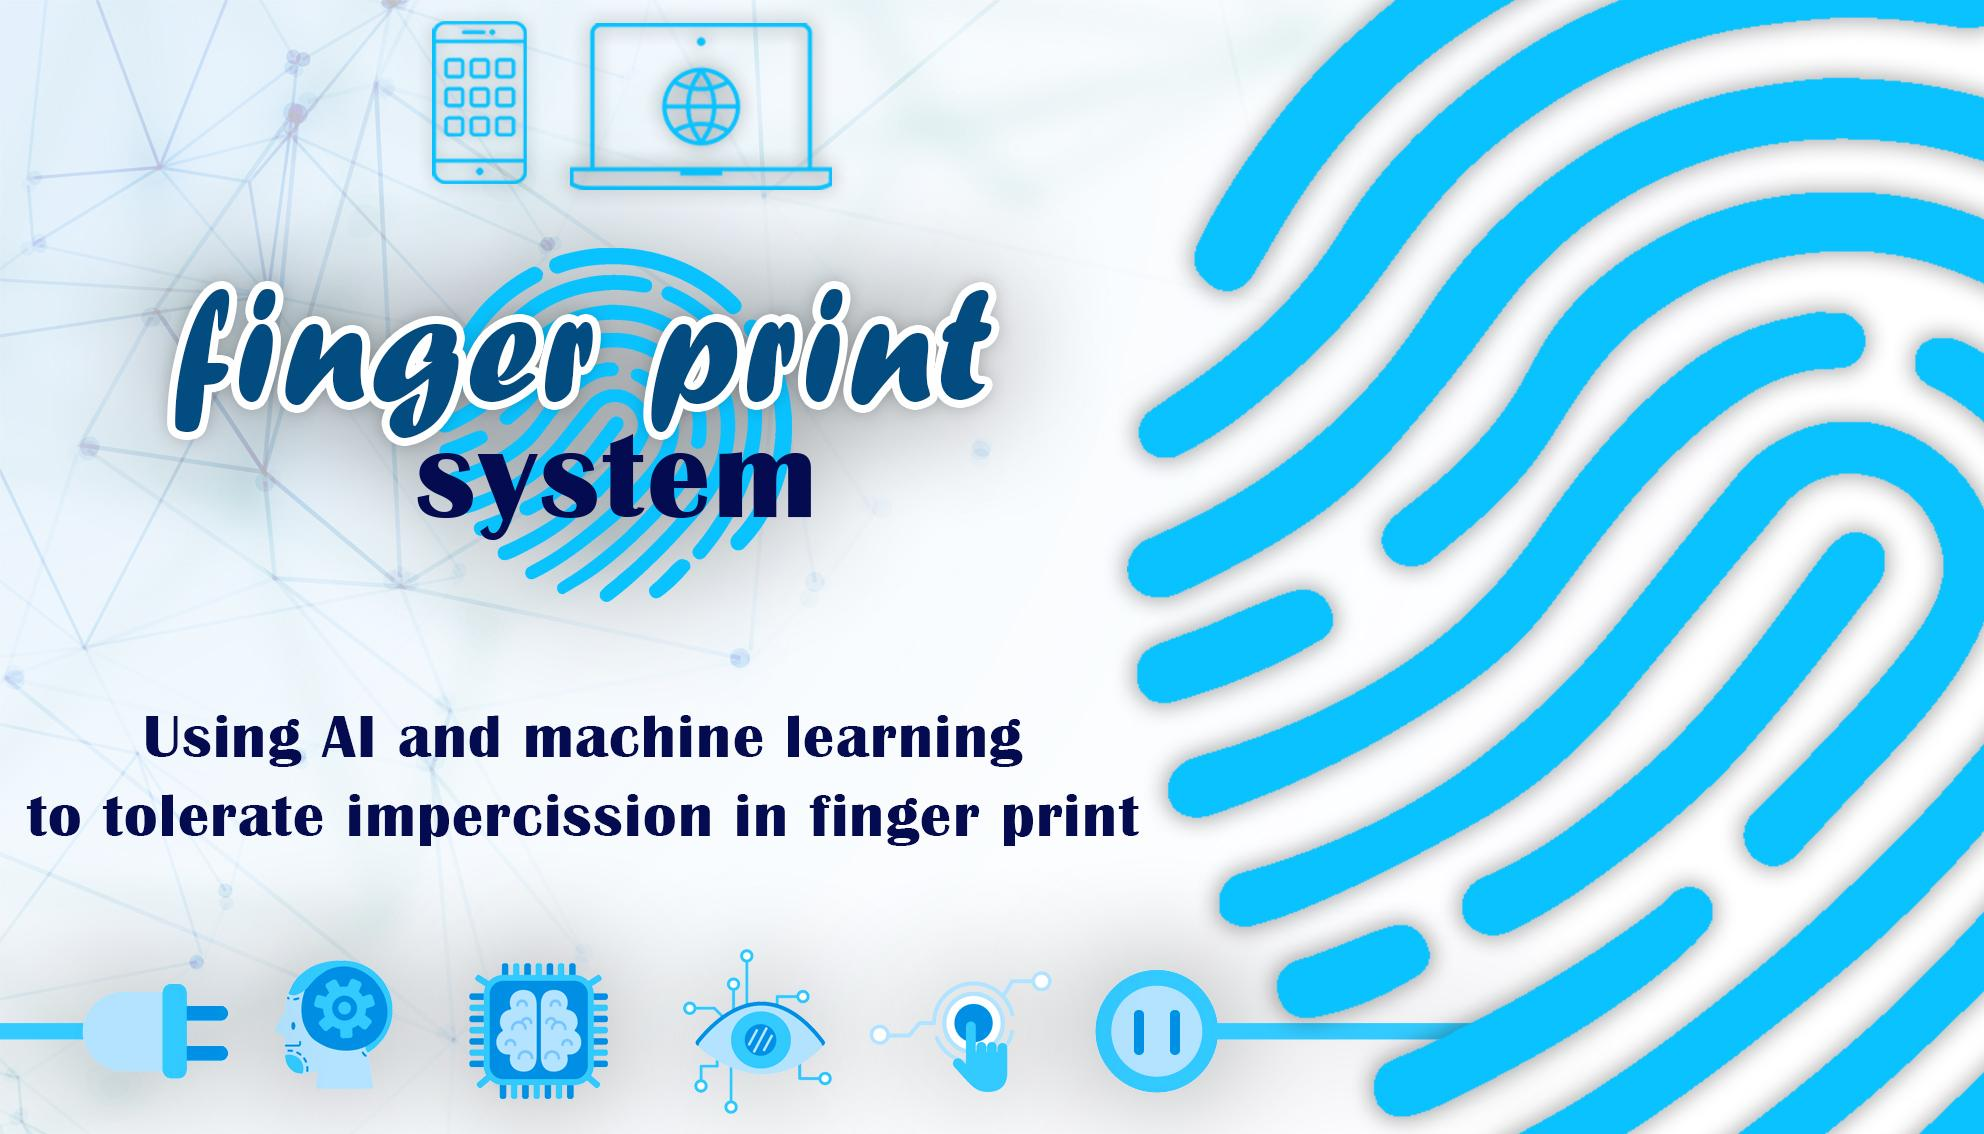 finger print
system
Using AI and machine learning
to tolerate impercission in finger print